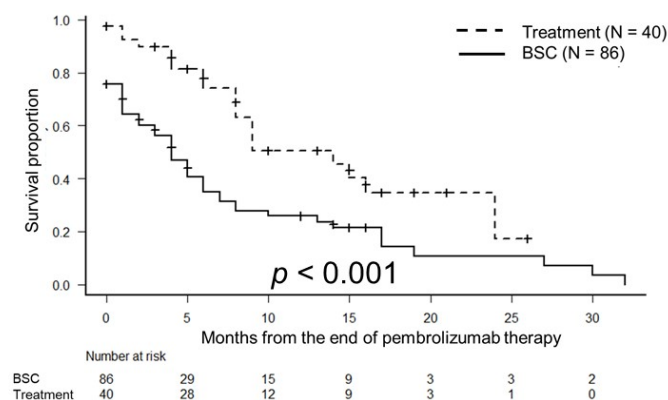 Treatment (N = 40)
BSC (N = 86)
Survival proportion
1.0
0.8
0.6
0.4
0.2
0.0
p < 0.001
0 5 10 15 20 25 30
Months from the end of pembrolizumab therapy
Number at risk
BSC 86 29 15 9 3 3 2
Treatment 40 28 12 9 3 1 0